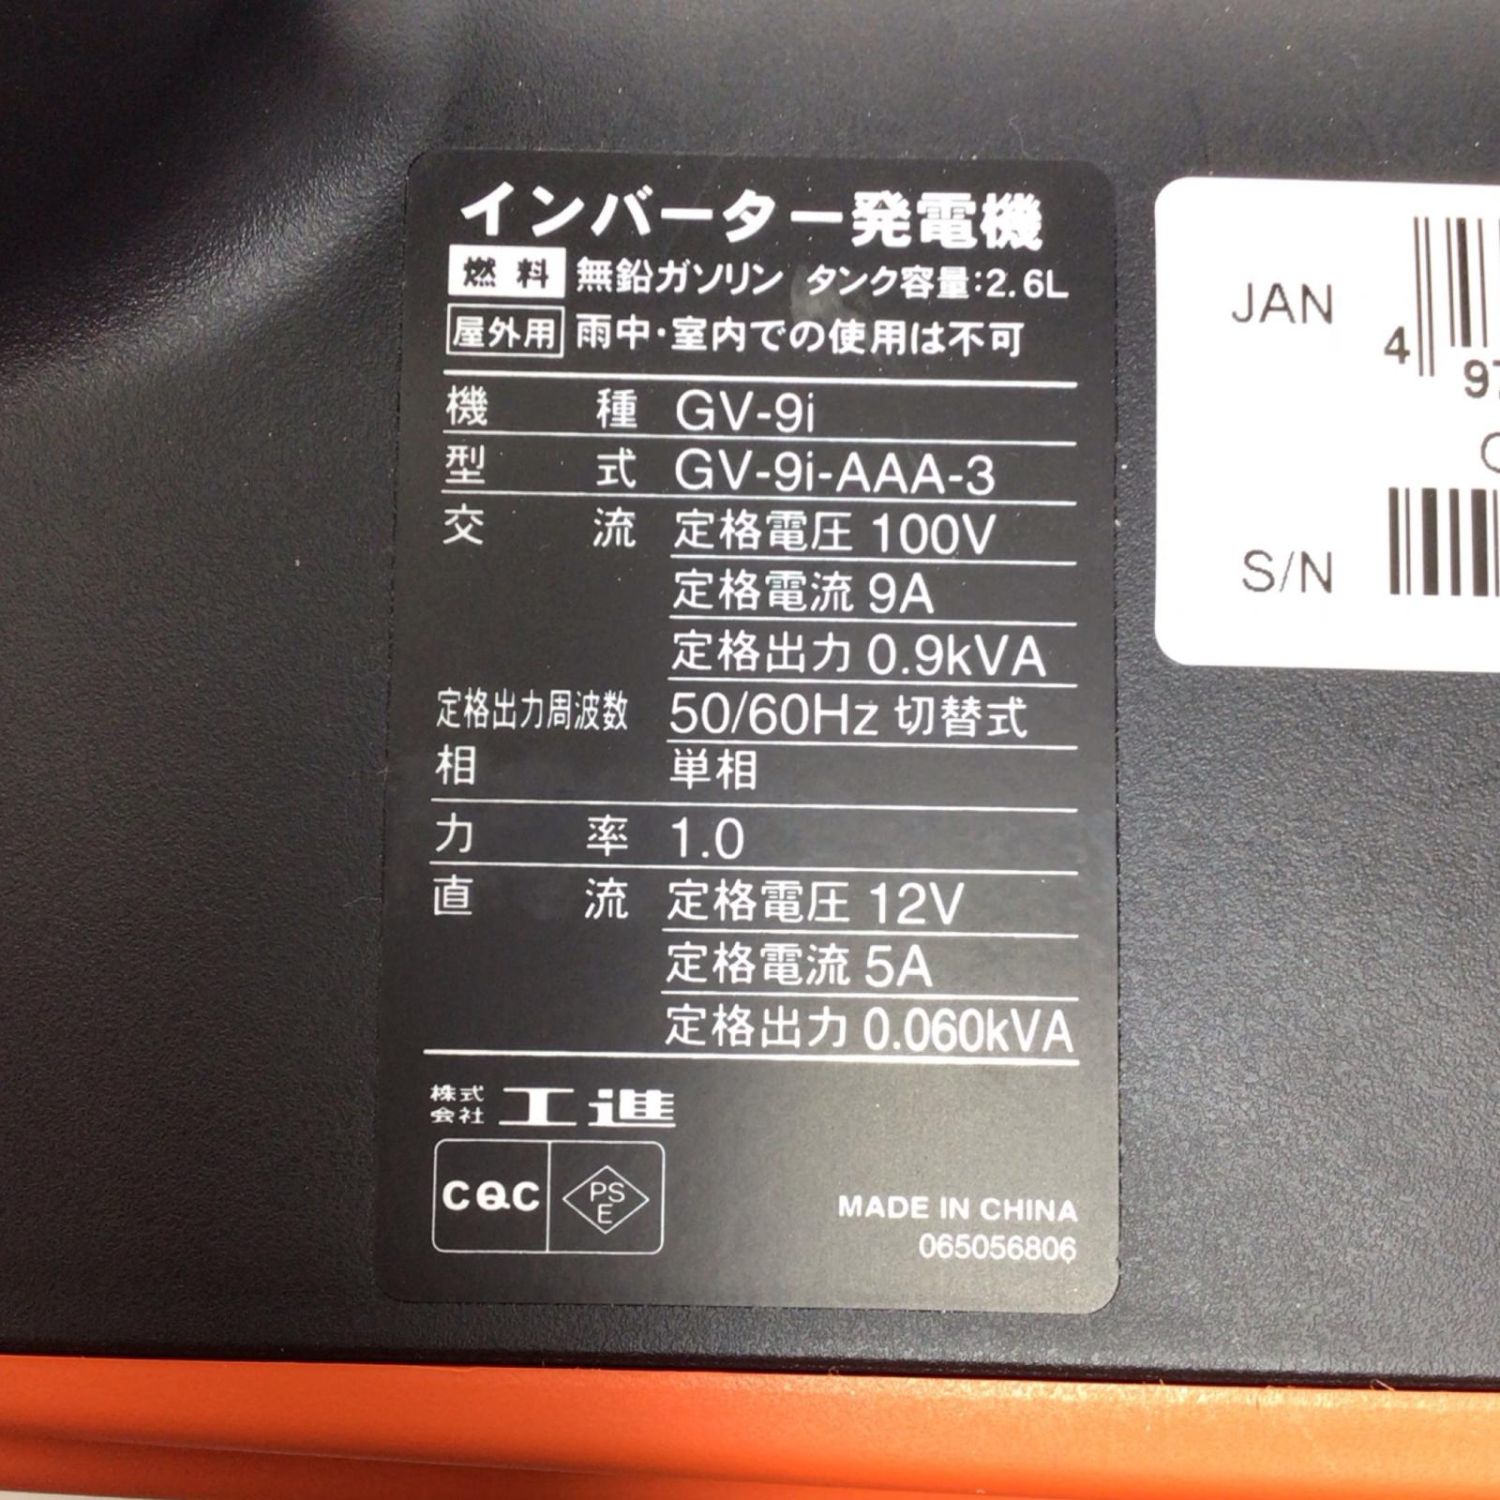 インバーター発電機
燃料 無鉛ガソリン タンク容量:2.6L
屋外用 雨中・室内での使用は不可
機種 GV-9i
型式 GV-9i-AAA-3
交流 定格電圧 100V
定格電流 9A
定格出力 0.9kVA
定格出力周波数 50/60Hz 切替式
相 単相
力率 1.0
直流 定格電圧 12V
定格電流 5A
定格出力 0.060kVA
株式会社 工進
CQC PSE
MADE IN CHINA
065056806
JAN
4 97
S/N